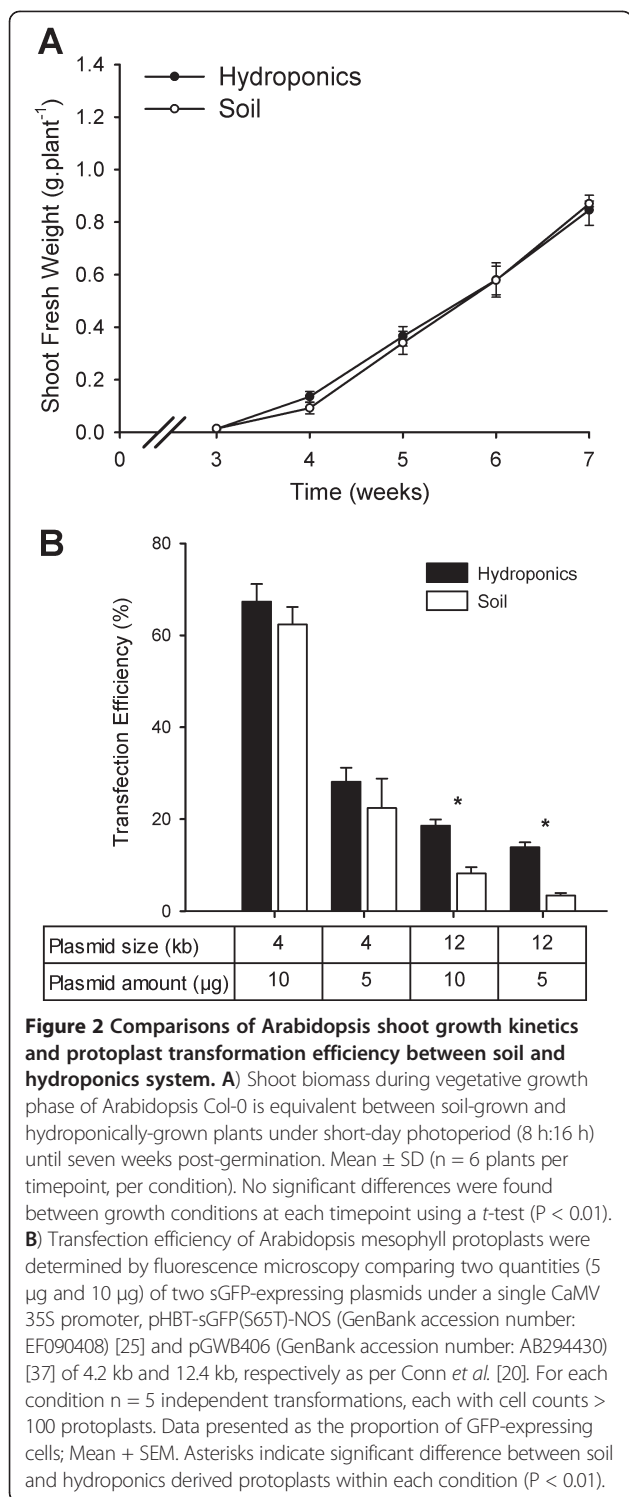 A
1.4
1.2
1.0
0.8
0.6
0.4
0.2
0.0
Shoot Fresh Weight (g.plant⁻¹)
Hydroponics
Soil
0 3 4 5 6 7
Time (weeks)
B
80
60
40
20
0
Transfection Efficiency (%)
Hydroponics
Soil
* *
Plasmid size (kb) 4 4 12 12
Plasmid amount (µg) 10 5 10 5
Figure 2 Comparisons of Arabidopsis shoot growth kinetics
and protoplast transformation efficiency between soil and
hydroponics system. A) Shoot biomass during vegetative growth
phase of Arabidopsis Col-0 is equivalent between soil-grown and
hydroponically-grown plants under short-day photoperiod (8 h:16 h)
until seven weeks post-germination. Mean ± SD (n = 6 plants per
timepoint, per condition). No significant differences were found
between growth conditions at each timepoint using a t-test (P < 0.01).
B) Transfection efficiency of Arabidopsis mesophyll protoplasts were
determined by fluorescence microscopy comparing two quantities (5
µg and 10 µg) of two sGFP-expressing plasmids under a single CaMV
35S promoter, pHBT-sGFP(S65T)-NOS (GenBank accession number:
EF090408) [25] and pGWB406 (GenBank accession number: AB294430)
[37] of 4.2 kb and 12.4 kb, respectively as per Conn et al. [20]. For each
condition n = 5 independent transformations, each with cell counts >
100 protoplasts. Data presented as the proportion of GFP-expressing
cells; Mean + SEM. Asterisks indicate significant difference between soil
and hydroponics derived protoplasts within each condition (P < 0.01).